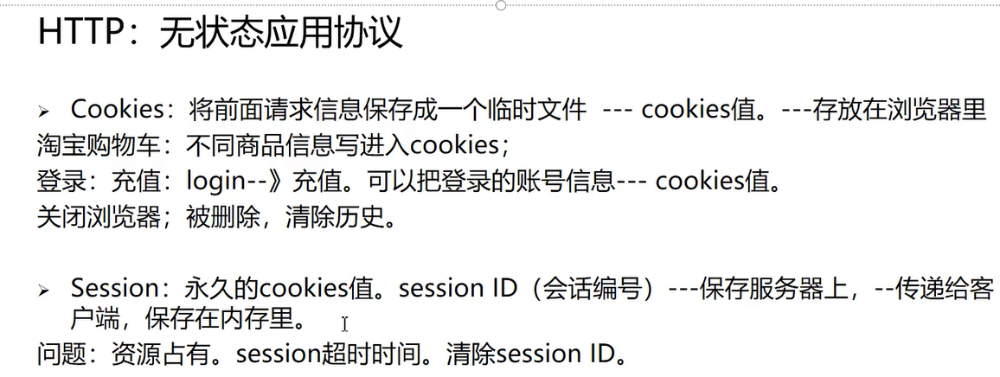 HTTP：无状态应用协议
➢ Cookies：将前面请求信息保存成一个临时文件 --- cookies值。---存放在浏览器里
淘宝购物车：不同商品信息写进入cookies；
登录：充值：login--》充值。可以把登录的账号信息--- cookies值。
关闭浏览器；被删除，清除历史。
➢ Session：永久的cookies值。session ID（会话编号）---保存服务器上，--传递给客
户端，保存在内存里。
问题：资源占有。session超时时间。清除session ID。